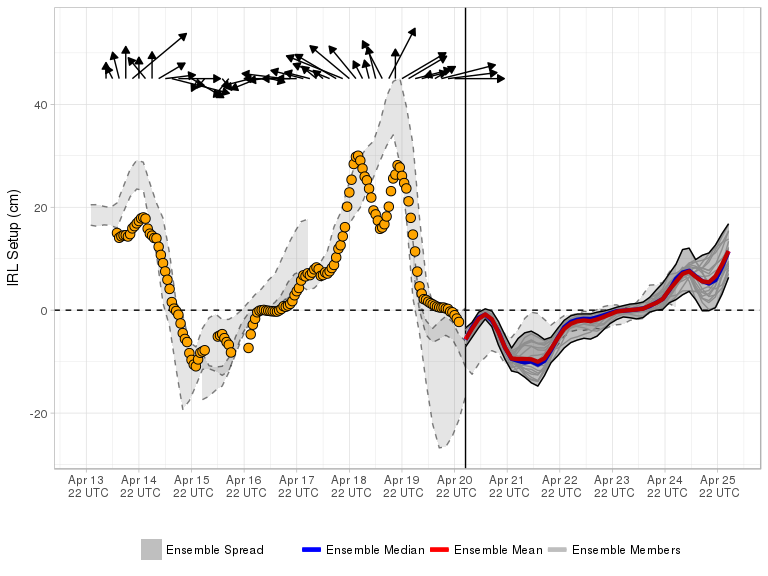 IRL Setup (cm)
40
20
0
-20
Apr 13 Apr 14 Apr 15 Apr 16 Apr 17 Apr 18 Apr 19 Apr 20 Apr 21 Apr 22 Apr 23 Apr 24 Apr 25
22 UTC 22 UTC 22 UTC 22 UTC 22 UTC 22 UTC 22 UTC 22 UTC 22 UTC 22 UTC 22 UTC 22 UTC 22 UTC
Ensemble Spread Ensemble Median Ensemble Mean Ensemble Members